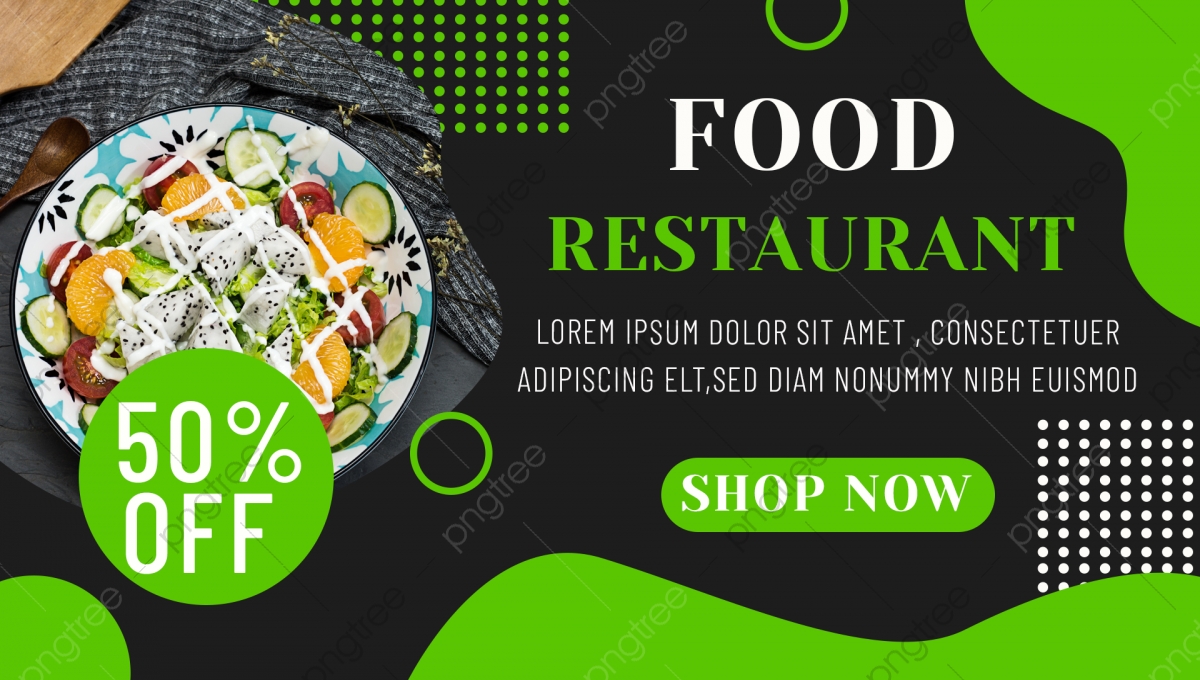 FOOD
RESTAURANT
LOREM IPSUM DOLOR SIT AMET , CONSECTETUER
ADIPISCING ELT,SED DIAM NONUMMY NIBH EUISMOD
SHOP NOW
50%
OFF
pngtree